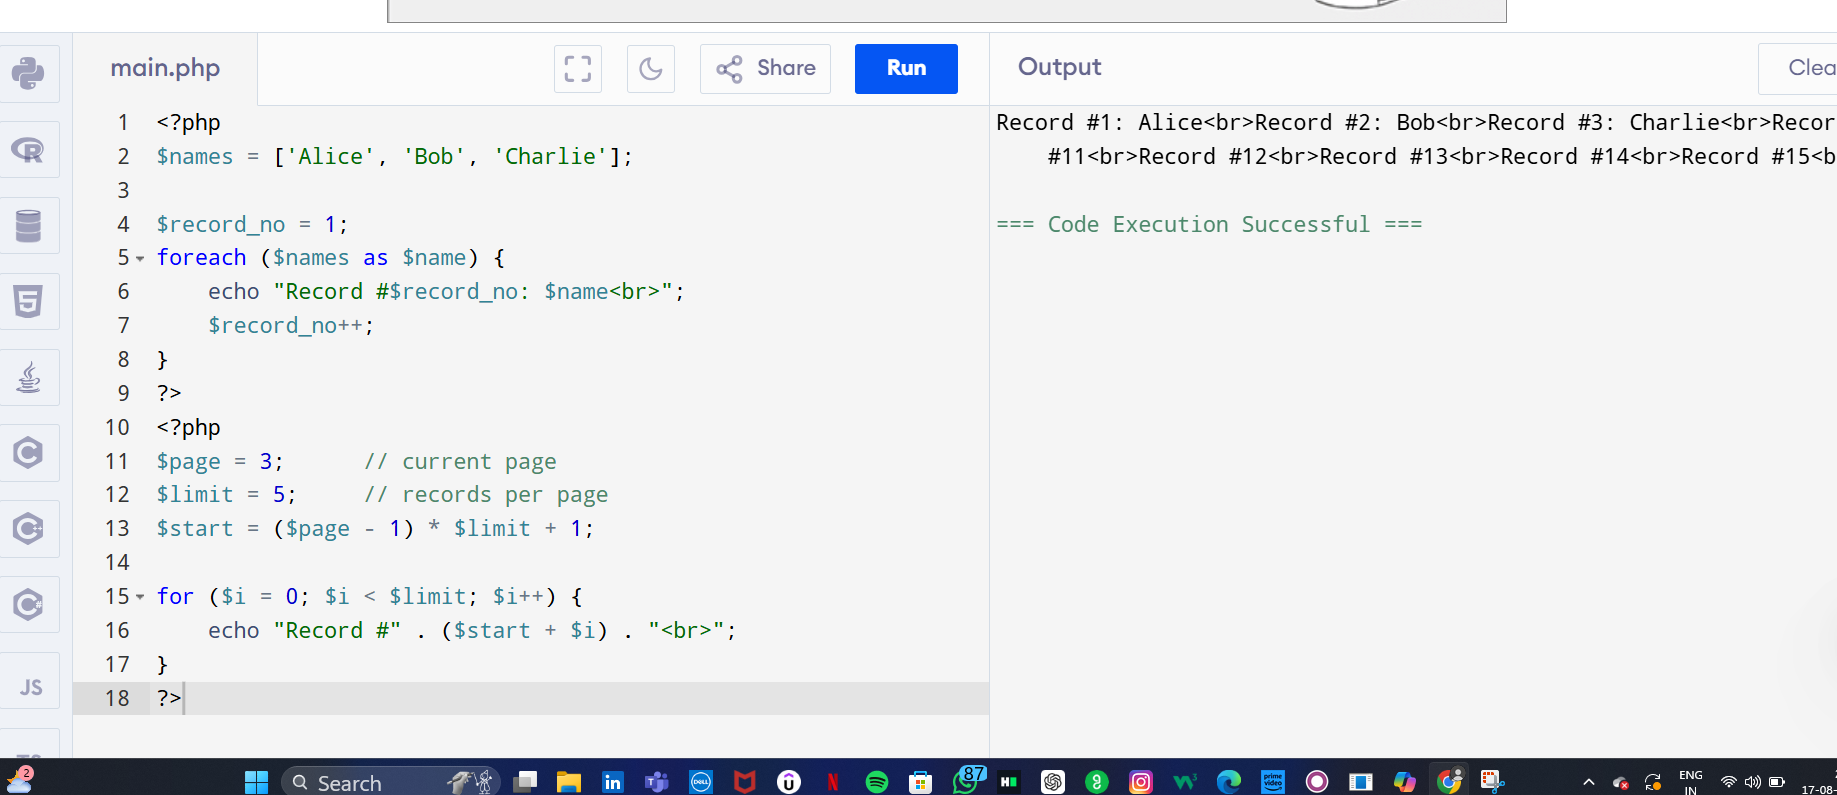 main.php
Share
Run
Output
Clea
1 <?php
2 $names = ['Alice', 'Bob', 'Charlie'];
3
4 $record_no = 1;
5 foreach ($names as $name) {
6 echo "Record #$record_no: $name<br>";
7 $record_no++;
8 }
9 ?>
10 <?php
11 $page = 3; // current page
12 $limit = 5; // records per page
13 $start = ($page - 1) * $limit + 1;
14
15 for ($i = 0; $i < $limit; $i++) {
16 echo "Record #" . ($start + $i) . "<br>";
17 }
18 ?>
Record #1: Alice<br>Record #2: Bob<br>Record #3: Charlie<br>Recor
#11<br>Record #12<br>Record #13<br>Record #14<br>Record #15<b
=== Code Execution Successful ===
JS
2
Search
87
ENG
IN
17-08-